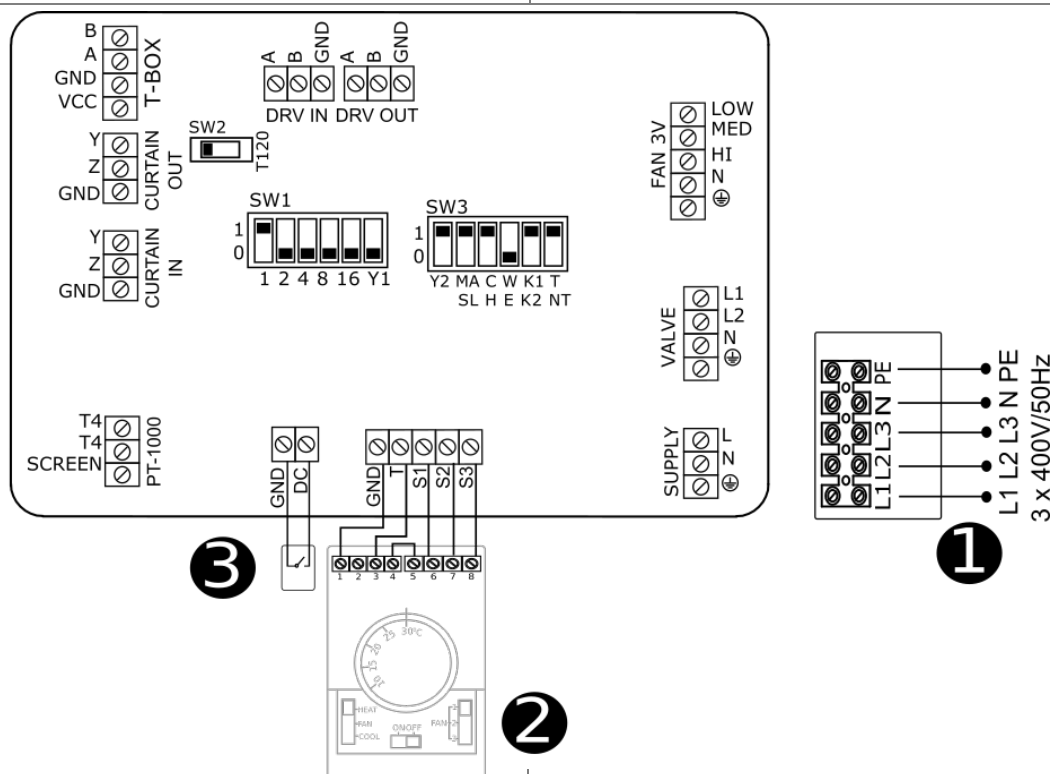 B
A
GND
VCC
T-BOX
A B GND
DRV IN
A B GND
DRV OUT
SW2
T120
Y
Z
GND
CURTAIN
OUT
Y
Z
GND
CURTAIN
IN
SW1
1
0
1 2 4 8 16 Y1
SW3
1
0
Y2 MA C W K1 T
SL H E K2 NT
LOW
MED
HI
N
FAN 3V
L1
L2
N
VALVE
L
N
SUPPLY
T4
T4
SCREEN
PT-1000
GND DC
GND T S1 S2 S3
3
1 2 3 4 5 6 7 8
10 15 20 25 30°C
HEAT
FAN
COOL
ON OFF
FAN
1
2
3
2
PE N L3 L2 L1
PE
N
L3
L2
L1
3 x 400V/50Hz
1